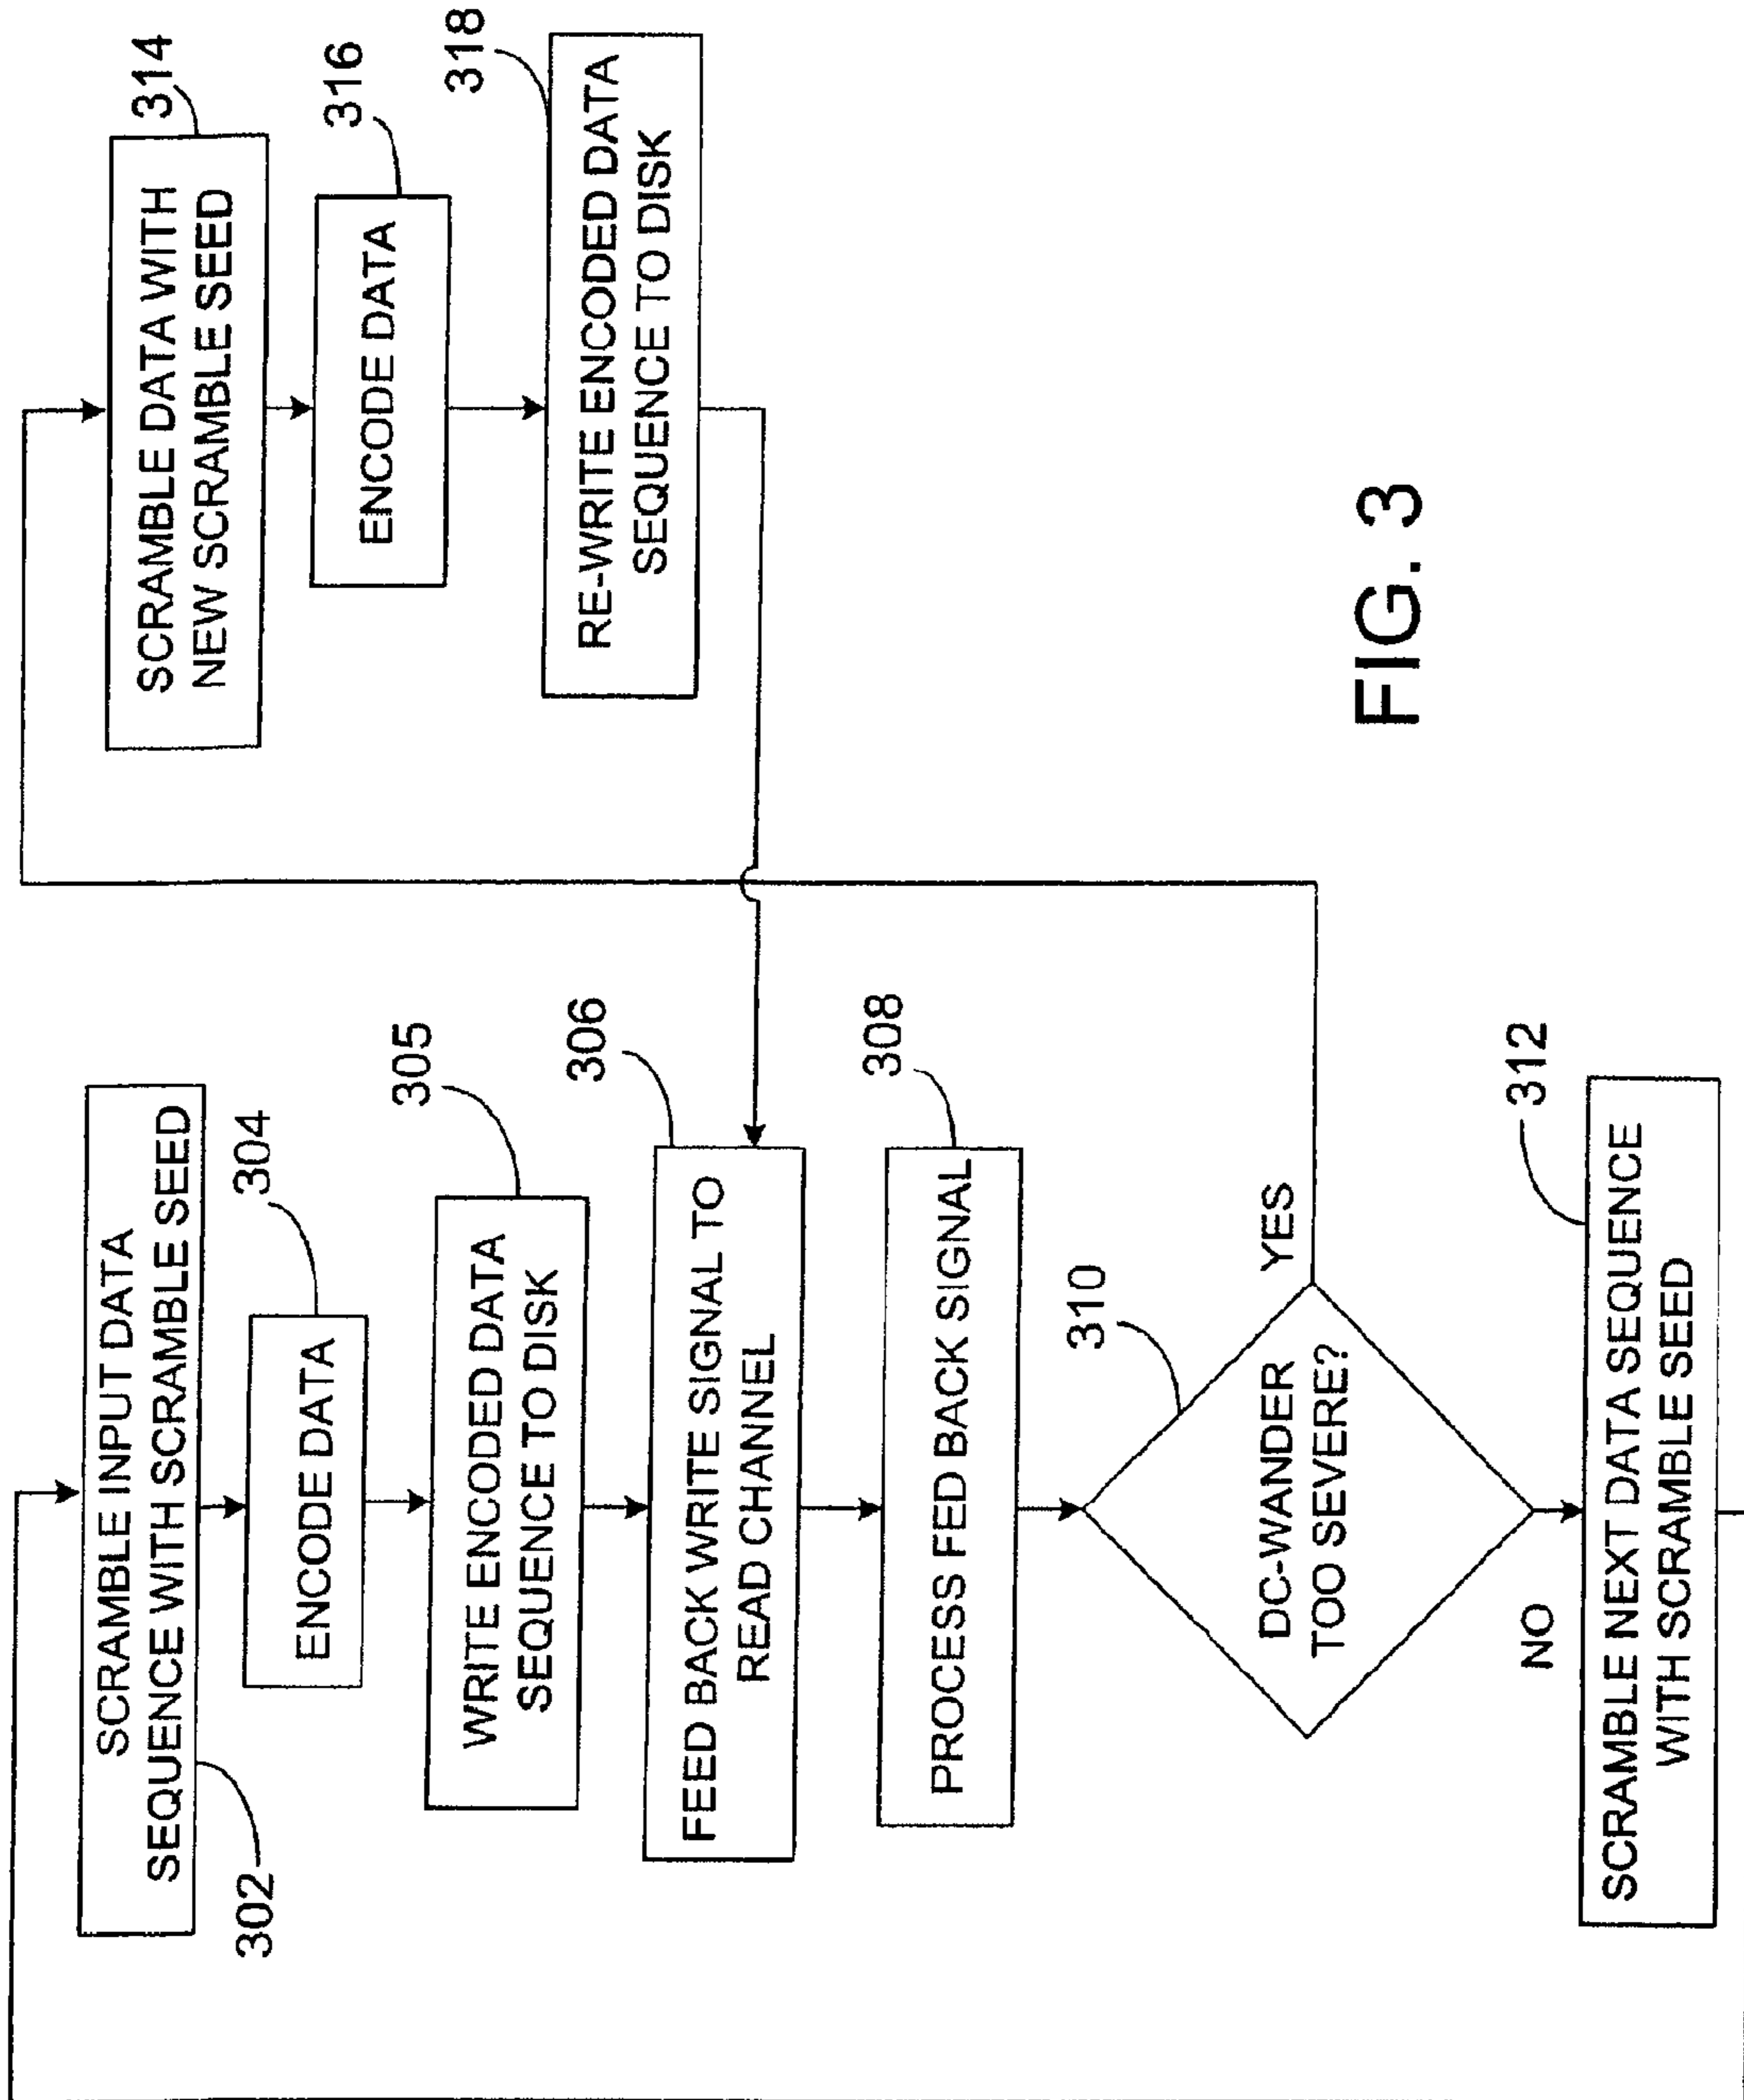 SCRAMBLE INPUT DATA
SEQUENCE WITH SCRAMBLE SEED
302
ENCODE DATA
304
WRITE ENCODED DATA
SEQUENCE TO DISK
305
FEED BACK WRITE SIGNAL TO
READ CHANNEL
306
PROCESS FED BACK SIGNAL
308
DC-WANDER
TOO SEVERE?
310
YES
NO
SCRAMBLE NEXT DATA SEQUENCE
WITH SCRAMBLE SEED
312
SCRAMBLE DATA WITH
NEW SCRAMBLE SEED
314
ENCODE DATA
316
RE-WRITE ENCODED DATA
SEQUENCE TO DISK
318
FIG. 3